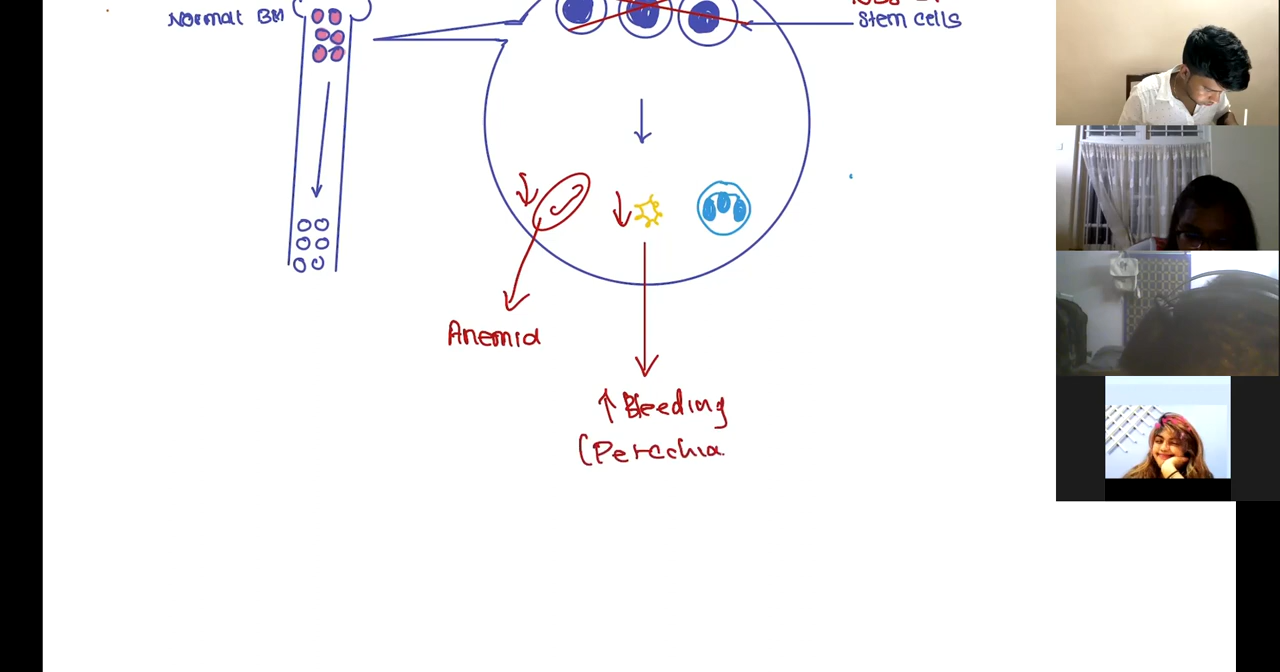 Normal BM
Stem cells
Anemia
↑ Bleeding
(Petechia